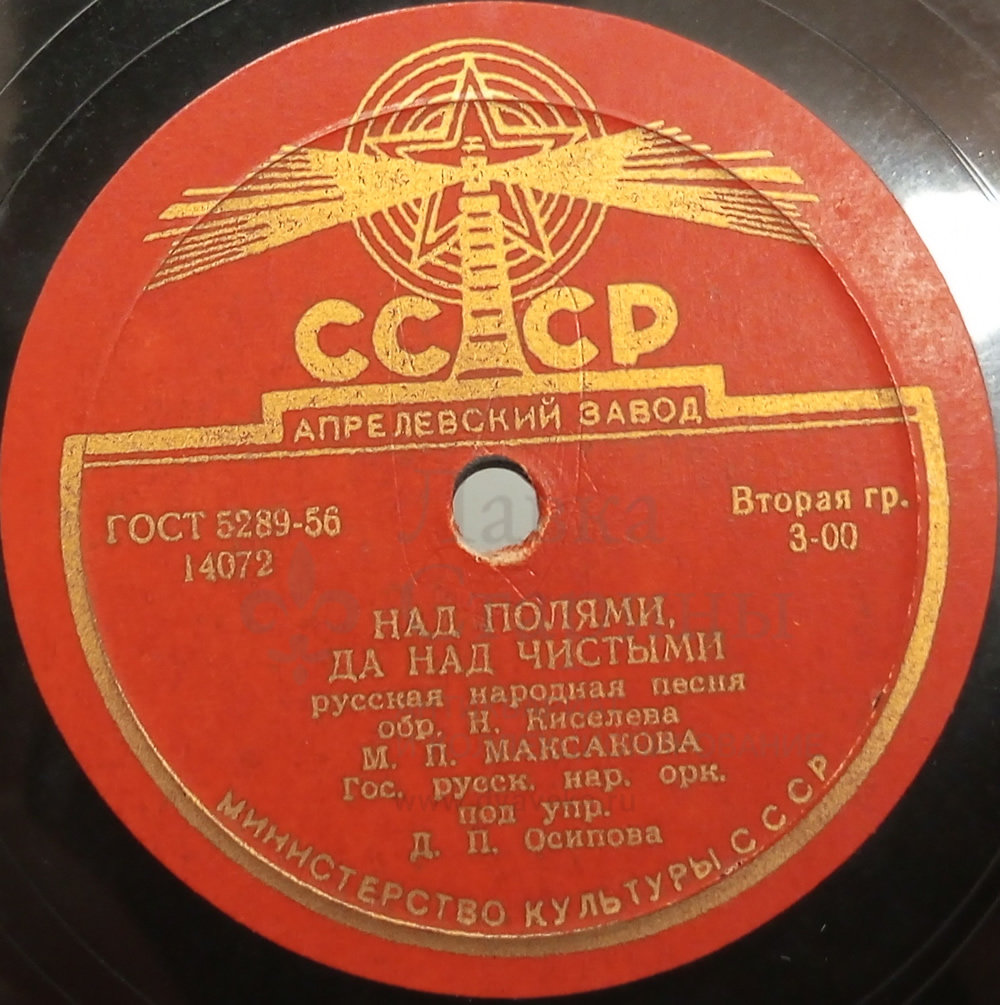 СССР
АПРЕЛЕВСКИЙ ЗАВОД
ГОСТ 5289-56
14072
Вторая гр.
3-00
НАД ПОЛЯМИ,
ДА НАД ЧИСТЫМИ
русская народная песня
обр. Н. Киселева
М. П. МАКСАКОВА
Гос. русск. нар. орк.
под упр.
Д. П. Осипова
МИНИСТЕРСТВО КУЛЬТУРЫ СССР
Лавка